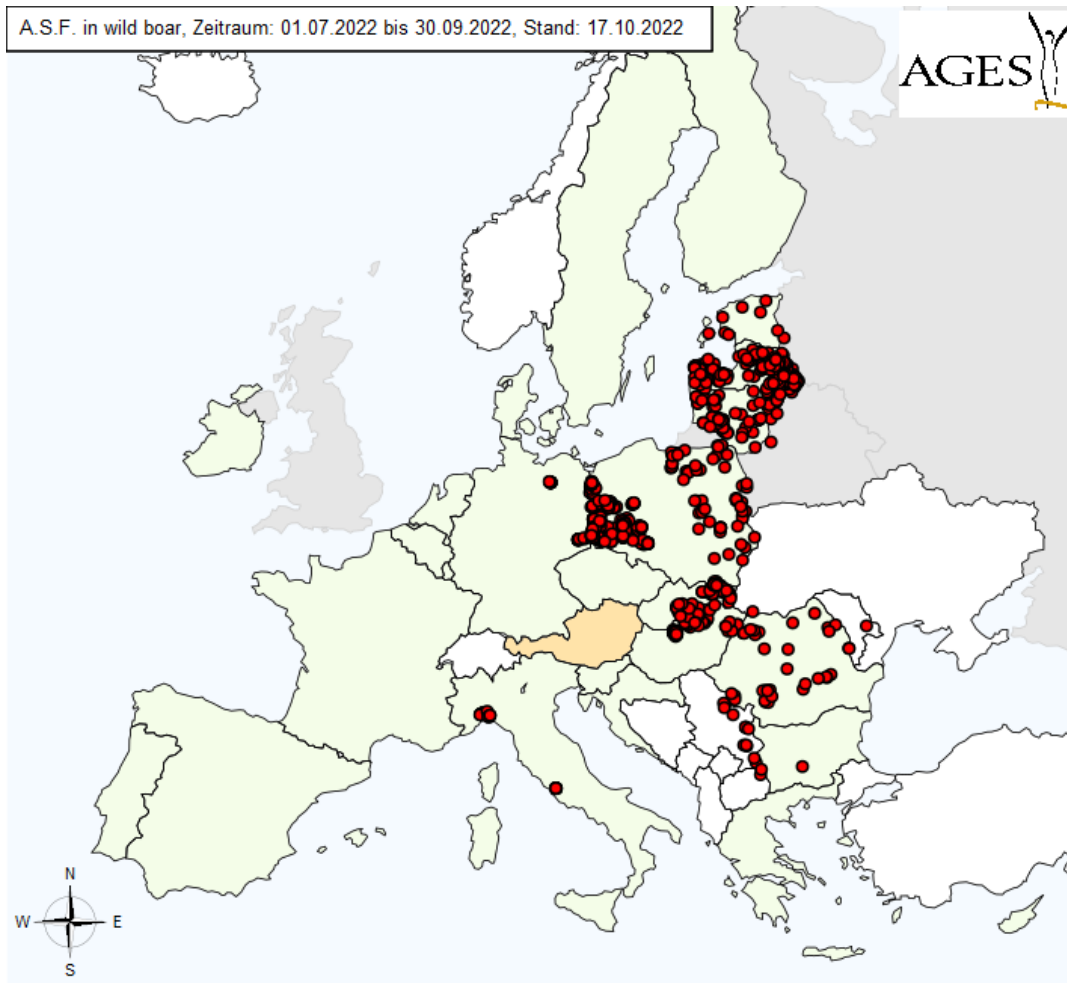 A.S.F. in wild boar, Zeitraum: 01.07.2022 bis 30.09.2022, Stand: 17.10.2022
AGES
N
W E
S